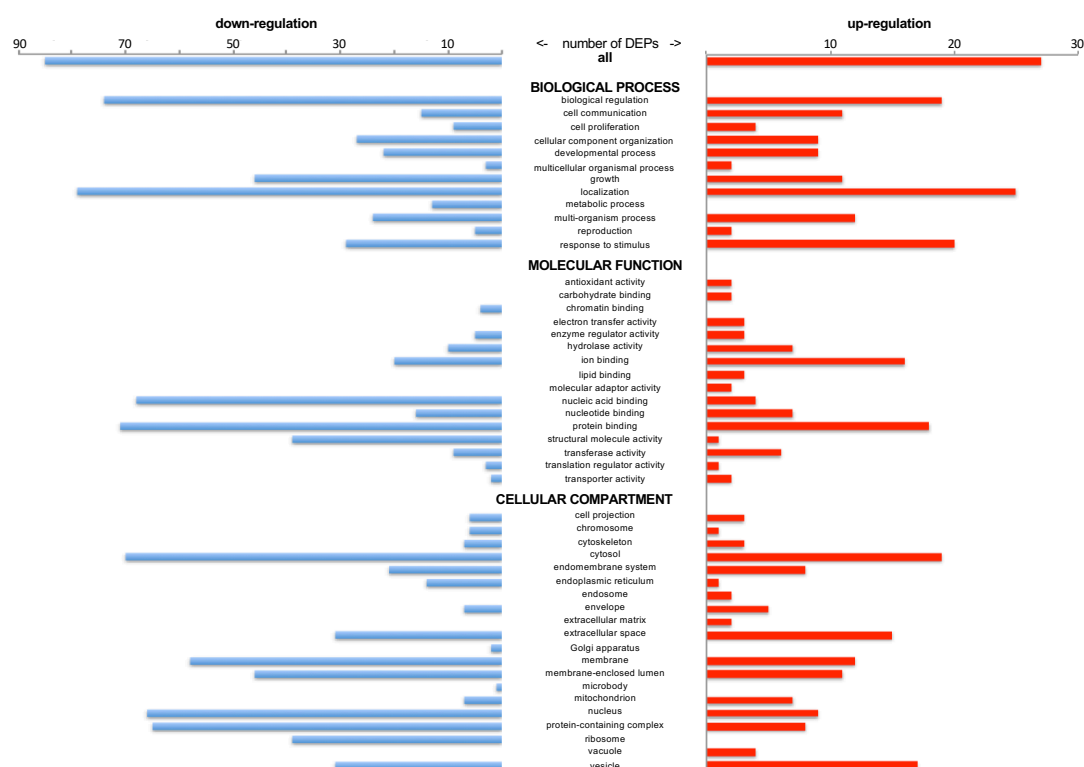 down-regulation up-regulation
90 70 50 30 10 <- number of DEPs -> 10 20 30
all
BIOLOGICAL PROCESS
biological regulation
cell communication
cell proliferation
cellular component organization
developmental process
multicellular organismal process
growth
localization
metabolic process
multi-organism process
reproduction
response to stimulus
MOLECULAR FUNCTION
antioxidant activity
carbohydrate binding
chromatin binding
electron transfer activity
enzyme regulator activity
hydrolase activity
ion binding
lipid binding
molecular adaptor activity
nucleic acid binding
nucleotide binding
protein binding
structural molecule activity
transferase activity
translation regulator activity
transporter activity
CELLULAR COMPARTMENT
cell projection
chromosome
cytoskeleton
cytosol
endomembrane system
endoplasmic reticulum
endosome
envelope
extracellular matrix
extracellular space
Golgi apparatus
membrane
membrane-enclosed lumen
microbody
mitochondrion
nucleus
protein-containing complex
ribosome
vacuole
vesicle